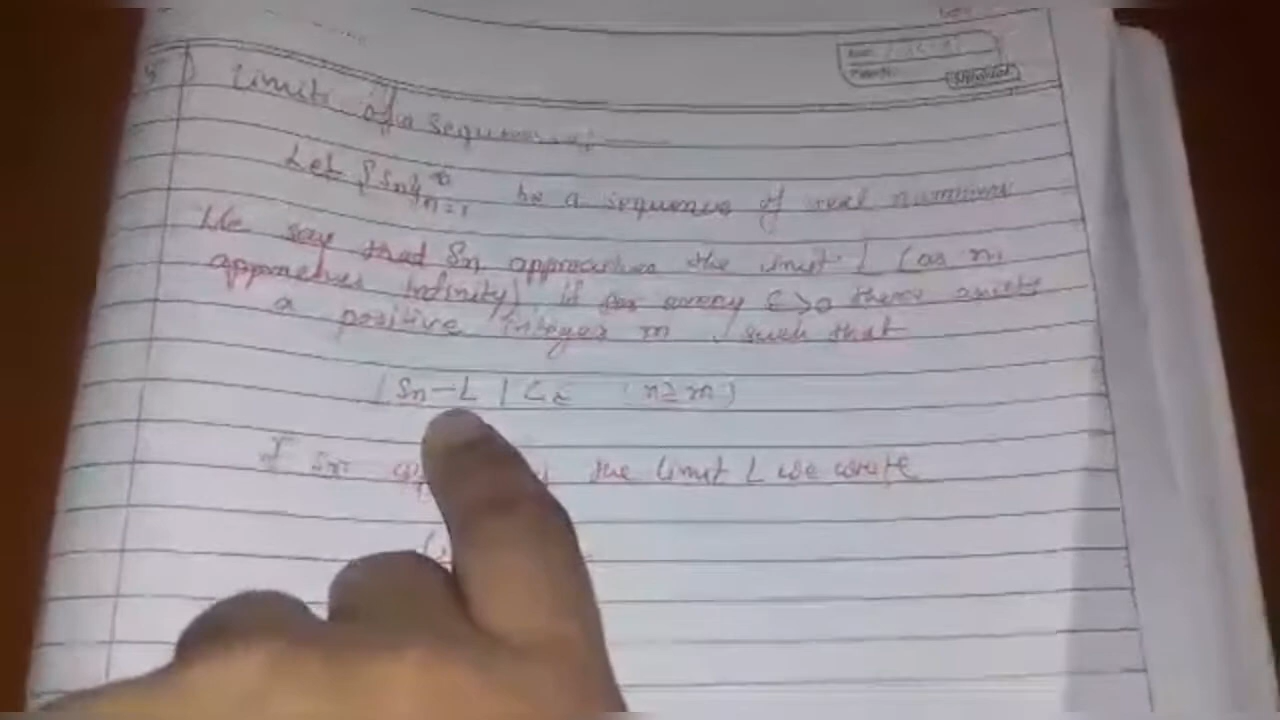 Limit of a sequence:
Let {Sn}∞n=1 be a sequence of real numbers
We say that Sn approaches the limit L (as n
approaches infinity) if for every ε>0 there exists
a positive integer m, such that
|Sn-L|<ε (n≥m)
If Sn the limit L we write